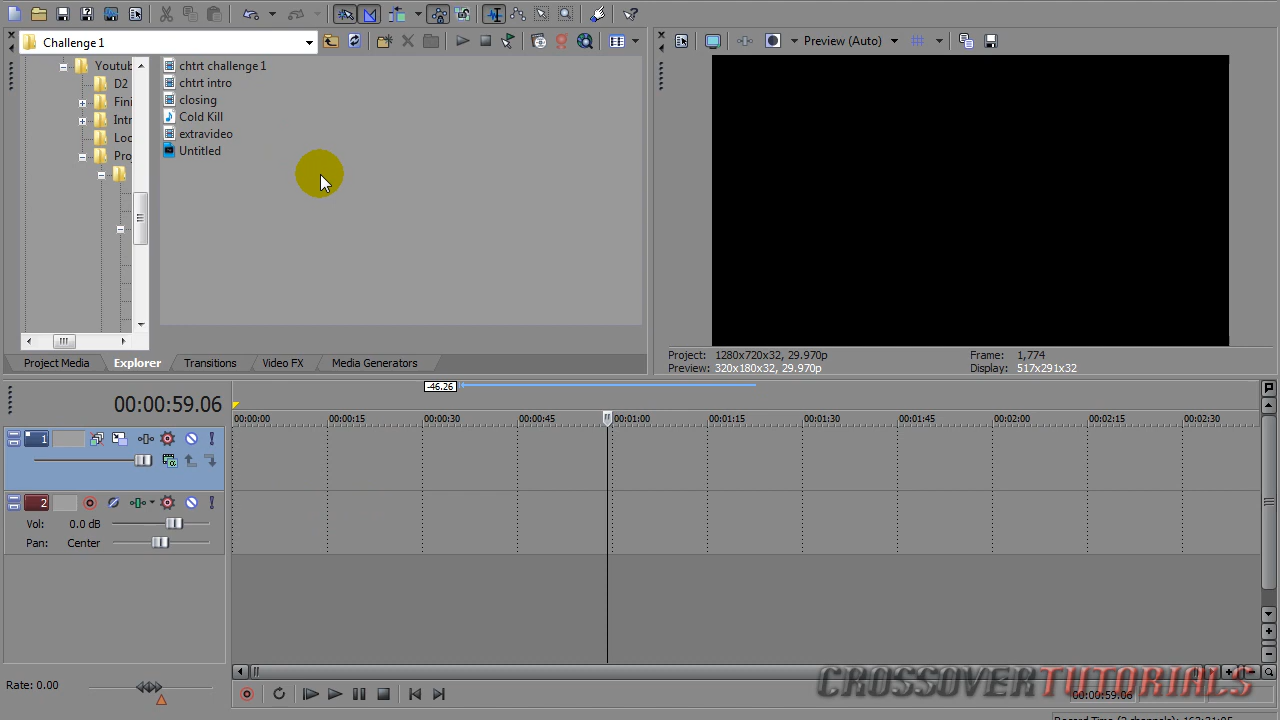 Challenge 1
Preview (Auto)
Youtub
D2
Fini
Intr
Loc
Proj
chtrt challenge 1
chtrt intro
closing
Cold Kill
extravideo
Untitled
Project: 1280x720x32, 29.970p
Frame: 1,774
Preview: 320x180x32, 29.970p
Display: 517x291x32
Project Media
Explorer
Transitions
Video FX
Media Generators
-46.26
00:00:59.06
00:00:00
00:00:15
00:00:30
00:00:45
00:01:00
00:01:15
00:01:30
00:01:45
00:02:00
00:02:15
00:02:30
1
2
Vol: 0.0 dB
Pan: Center
Rate: 0.00
CROSSOVERTUTORIALS
00:00:59.06